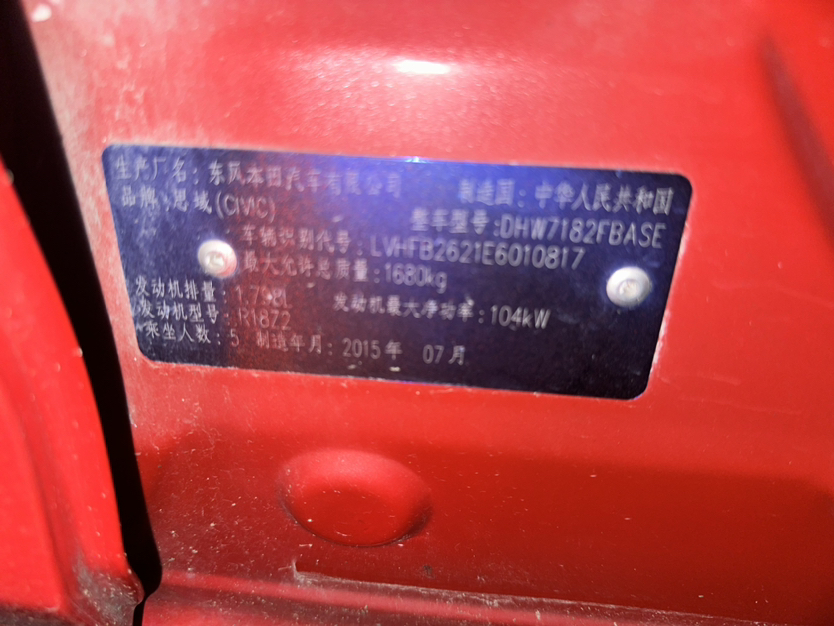 生产厂名：东风本田汽车有限公司 制造国：中华人民共和国
品牌：思域(CIVIC) 整车型号：DHW7182FBASE
车辆识别代号：LVHFB2621E6010817
最大允许总质量：1680kg
发动机排量： 发动机最大净功率：104kW
发动机型号：R18Z2
乘坐人数：5 制造年月：2015年 07月